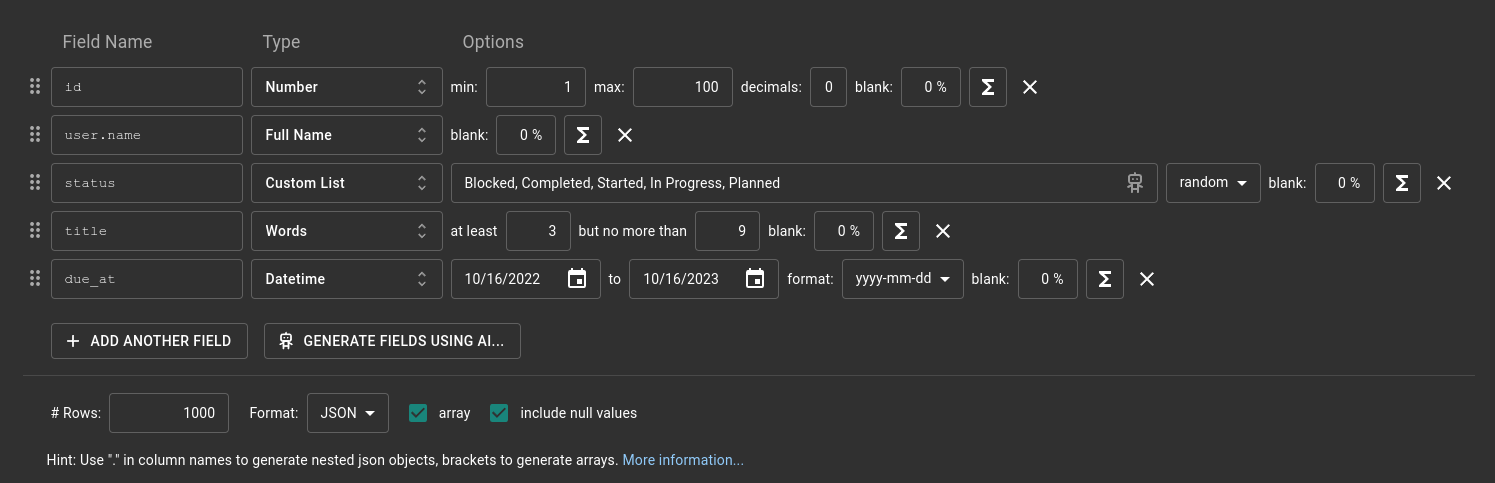 Field Name Type Options
id Number min: 1 max: 100 decimals: 0 blank: 0 % Σ
user.name Full Name blank: 0 % Σ
status Custom List Blocked, Completed, Started, In Progress, Planned random blank: 0 % Σ
title Words at least 3 but no more than 9 blank: 0 % Σ
due_at Datetime 10/16/2022 to 10/16/2023 format: yyyy-mm-dd blank: 0 % Σ
+ ADD ANOTHER FIELD GENERATE FIELDS USING AI...
# Rows: 1000 Format: JSON array include null values
Hint: Use "." in column names to generate nested json objects, brackets to generate arrays. More information...